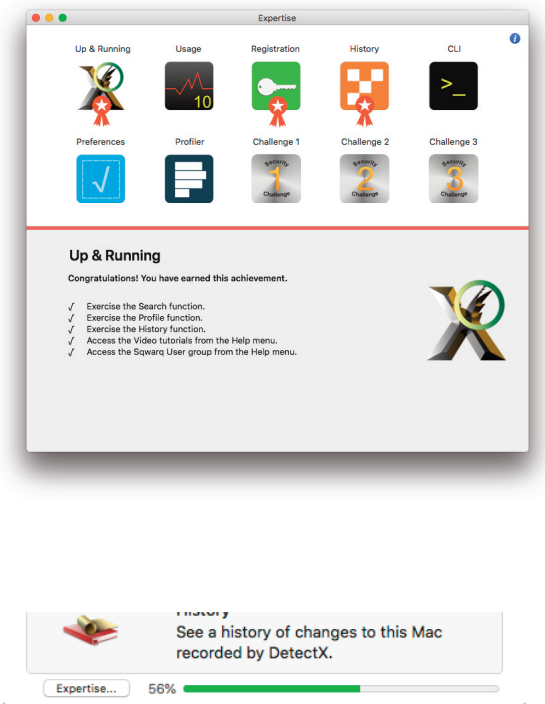 Expertise
Up & Running Usage Registration History CLI
10
>_
Preferences Profiler Challenge 1 Challenge 2 Challenge 3
√
Security Security Security
1 2 3
Challenge Challenge Challenge
Up & Running
Congratulations! You have earned this achievement.
√ Exercise the Search function.
√ Exercise the Profile function.
√ Exercise the History function.
√ Access the Video tutorials from the Help menu.
√ Access the Sqwarq User group from the Help menu.
History
See a history of changes to this Mac
recorded by DetectX.
Expertise... 56%